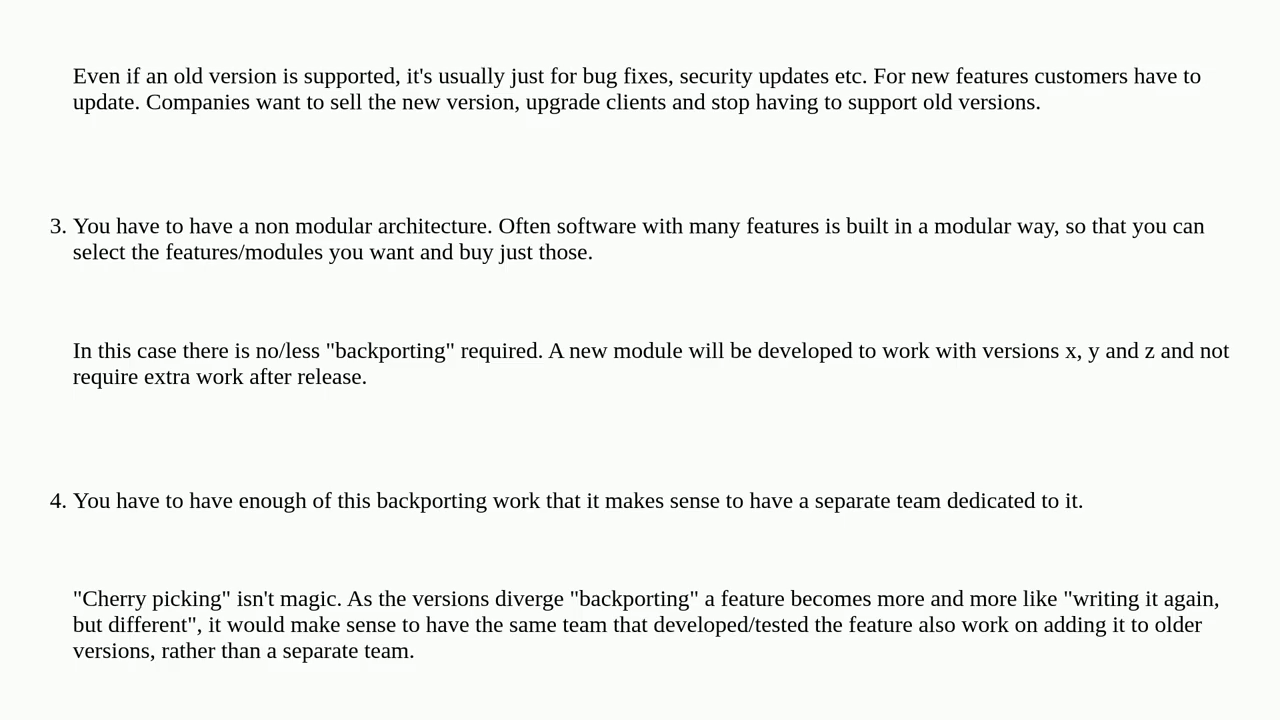 Even if an old version is supported, it's usually just for bug fixes, security updates etc. For new features customers have to
update. Companies want to sell the new version, upgrade clients and stop having to support old versions.
3. You have to have a non modular architecture. Often software with many features is built in a modular way, so that you can
select the features/modules you want and buy just those.
In this case there is no/less "backporting" required. A new module will be developed to work with versions x, y and z and not
require extra work after release.
4. You have to have enough of this backporting work that it makes sense to have a separate team dedicated to it.
"Cherry picking" isn't magic. As the versions diverge "backporting" a feature becomes more and more like "writing it again,
but different", it would make sense to have the same team that developed/tested the feature also work on adding it to older
versions, rather than a separate team.